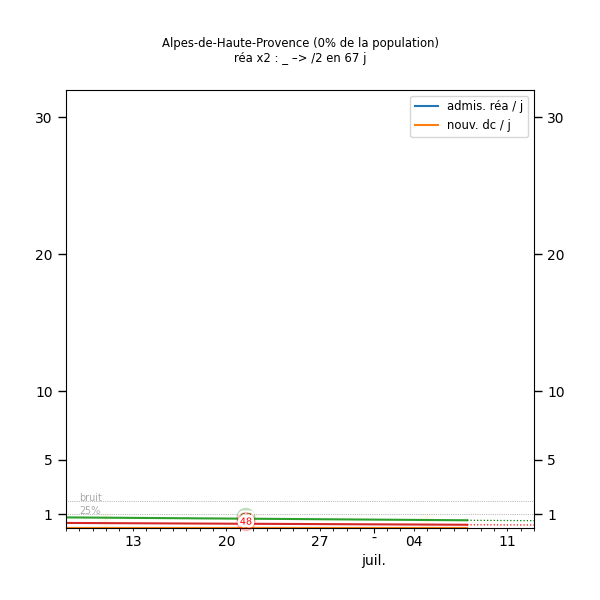 Alpes-de-Haute-Provence (0% de la population)
réa x2 : _ –> /2 en 67 j
admis. réa / j
nouv. dc / j
30 30
20 20
10 10
5 5
bruit
25%
1 1
48
13 20 27 - 04 11
juil.